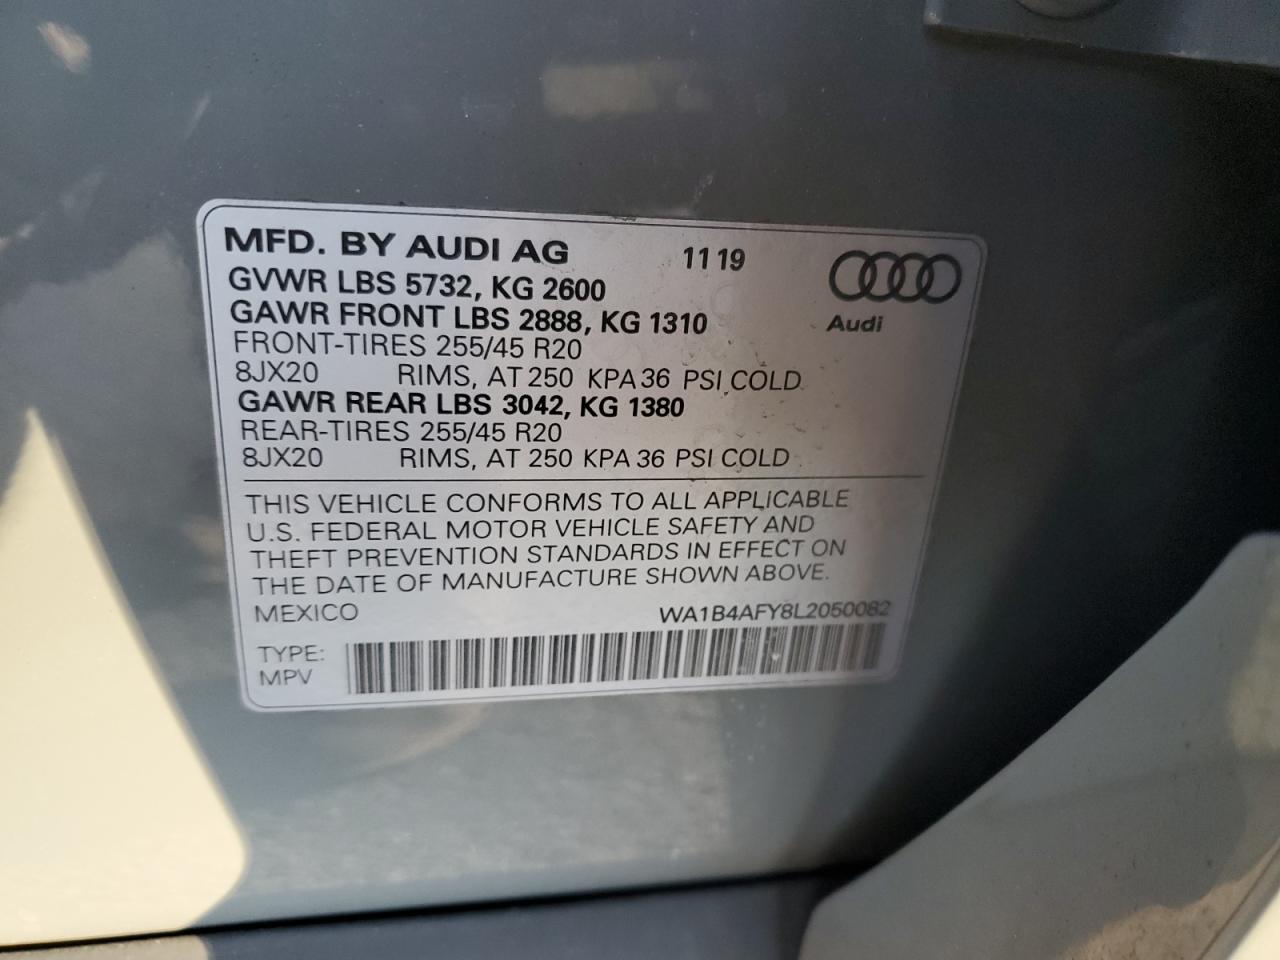 MFD. BY AUDI AG 11 19
GVWR LBS 5732, KG 2600
GAWR FRONT LBS 2888, KG 1310
Audi
FRONT-TIRES 255/45 R20
8JX20 RIMS, AT 250 KPA 36 PSI COLD
GAWR REAR LBS 3042, KG 1380
REAR-TIRES 255/45 R20
8JX20 RIMS, AT 250 KPA 36 PSI COLD
THIS VEHICLE CONFORMS TO ALL APPLICABLE
U.S. FEDERAL MOTOR VEHICLE SAFETY AND
THEFT PREVENTION STANDARDS IN EFFECT ON
THE DATE OF MANUFACTURE SHOWN ABOVE.
MEXICO WA1B4AFY8L2050082
TYPE:
MPV